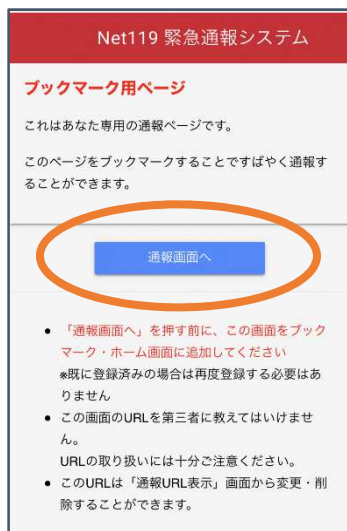 Net119 緊急通報システム
ブックマーク用ページ
これはあなた専用の通報ページです。
このページをブックマークすることですばやく通報す
ることができます。
通報画面へ
• 「通報画面へ」を押す前に、この画面をブック
マーク・ホーム画面に追加してください
※既に登録済みの場合は再度登録する必要はあ
りません
• この画面のURLを第三者に教えてはいけませ
ん。
URLの取り扱いには十分ご注意ください。
• このURLは「通報URL表示」画面から変更・削
除することができます。